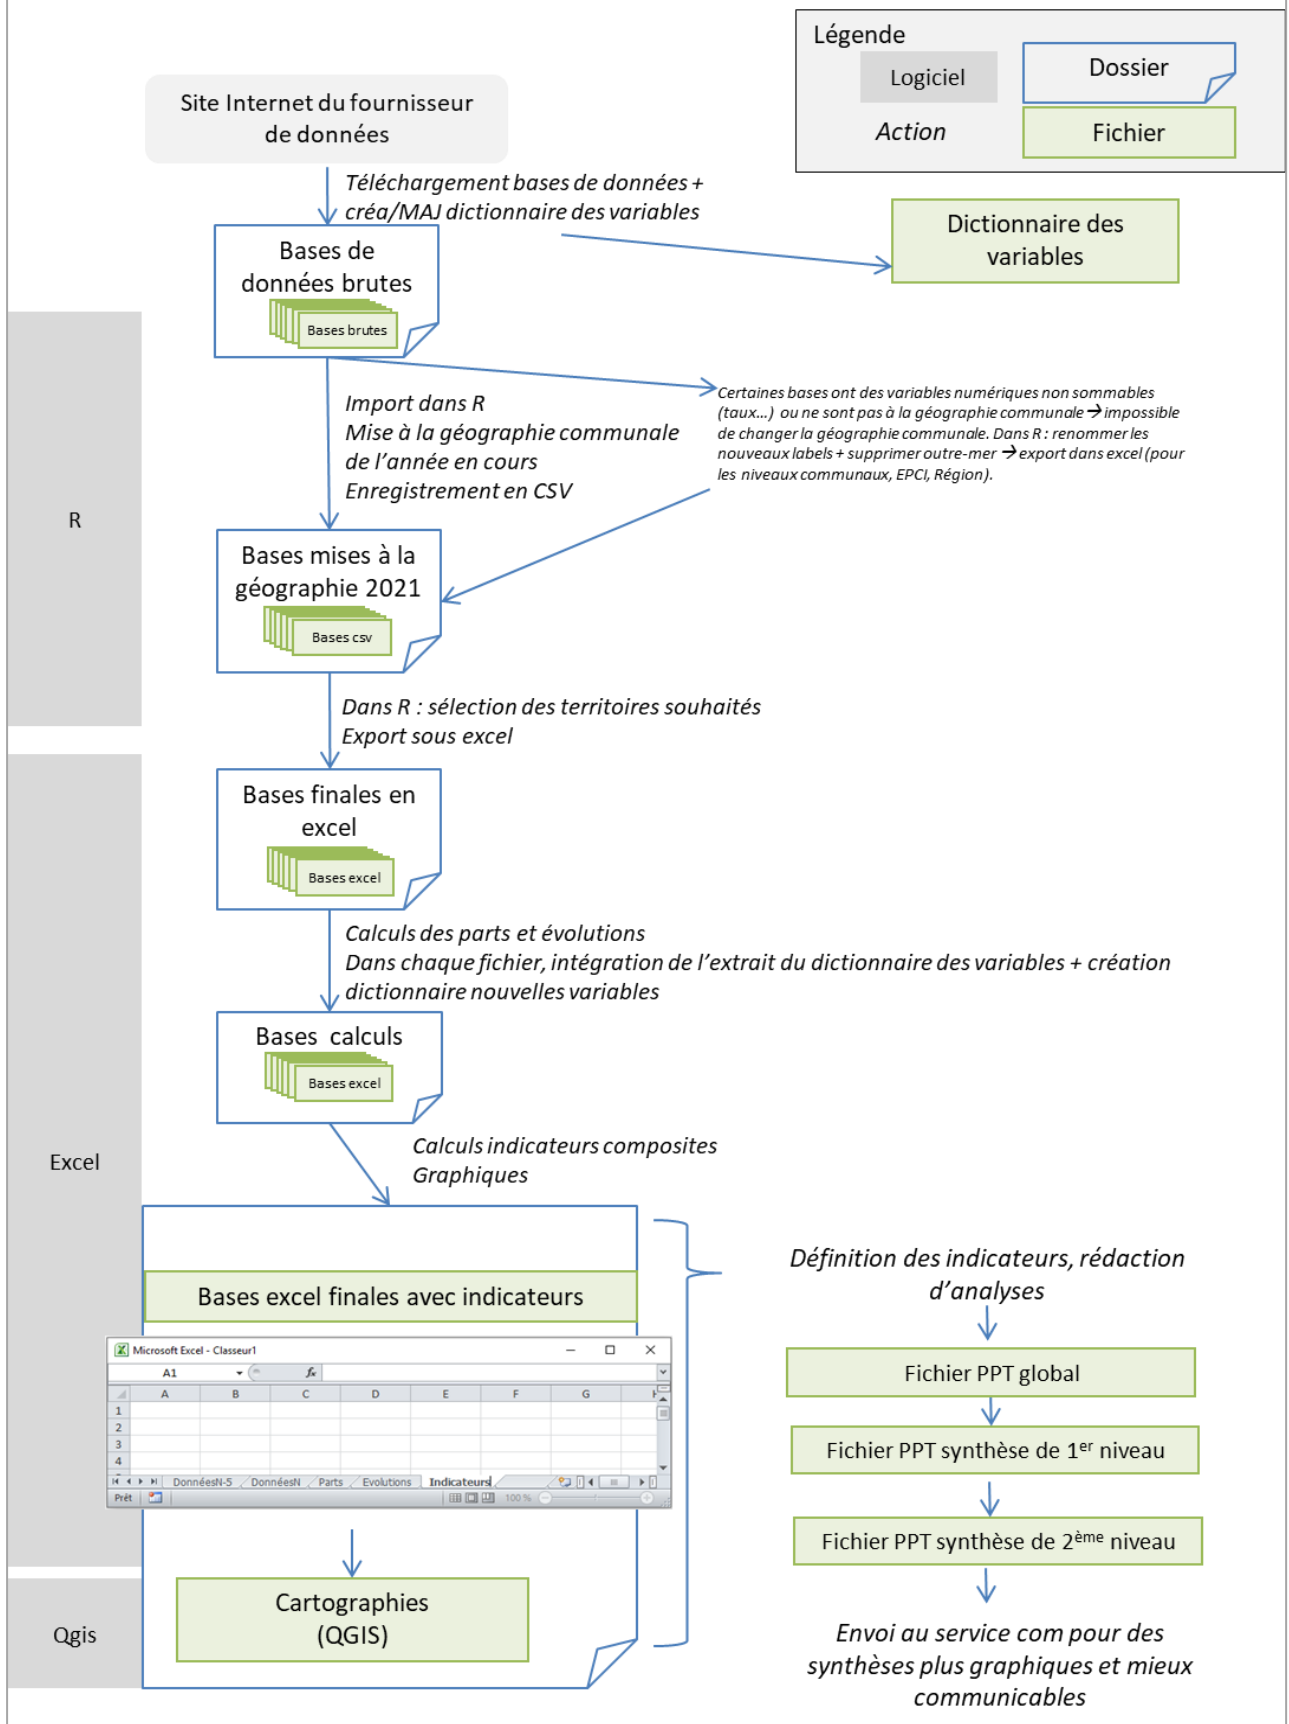 Légende
Logiciel
Dossier
Action
Fichier
Site Internet du fournisseur
de données
Téléchargement bases de données +
créa/MAJ dictionnaire des variables
Dictionnaire des
variables
Bases de
données brutes
Bases brutes
R
Import dans R
Mise à la géographie communale
de l'année en cours
Enregistrement en CSV
Certaines bases ont des variables numériques non sommables
(taux...) ou ne sont pas à la géographie communale → impossible
de changer la géographie communale. Dans R : renommer les
nouveaux labels + supprimer outre-mer → export dans excel (pour
les niveaux communaux, EPCI, Région).
Bases mises à la
géographie 2021
Bases csv
Dans R : sélection des territoires souhaités
Export sous excel
Excel
Bases finales en
excel
Bases excel
Calculs des parts et évolutions
Dans chaque fichier, intégration de l'extrait du dictionnaire des variables + création
dictionnaire nouvelles variables
Bases calculs
Bases excel
Calculs indicateurs composites
Graphiques
Bases excel finales avec indicateurs
Microsoft Excel - Classeur1
A1 fx
A B C D E F G H
1
2
3
4
DonnéesN-5 DonnéesN Parts Evolutions Indicateurs
Prêt 100 %
Qgis
Cartographies
(QGIS)
Définition des indicateurs, rédaction
d'analyses
Fichier PPT global
Fichier PPT synthèse de 1er niveau
Fichier PPT synthèse de 2ème niveau
Envoi au service com pour des
synthèses plus graphiques et mieux
communicables